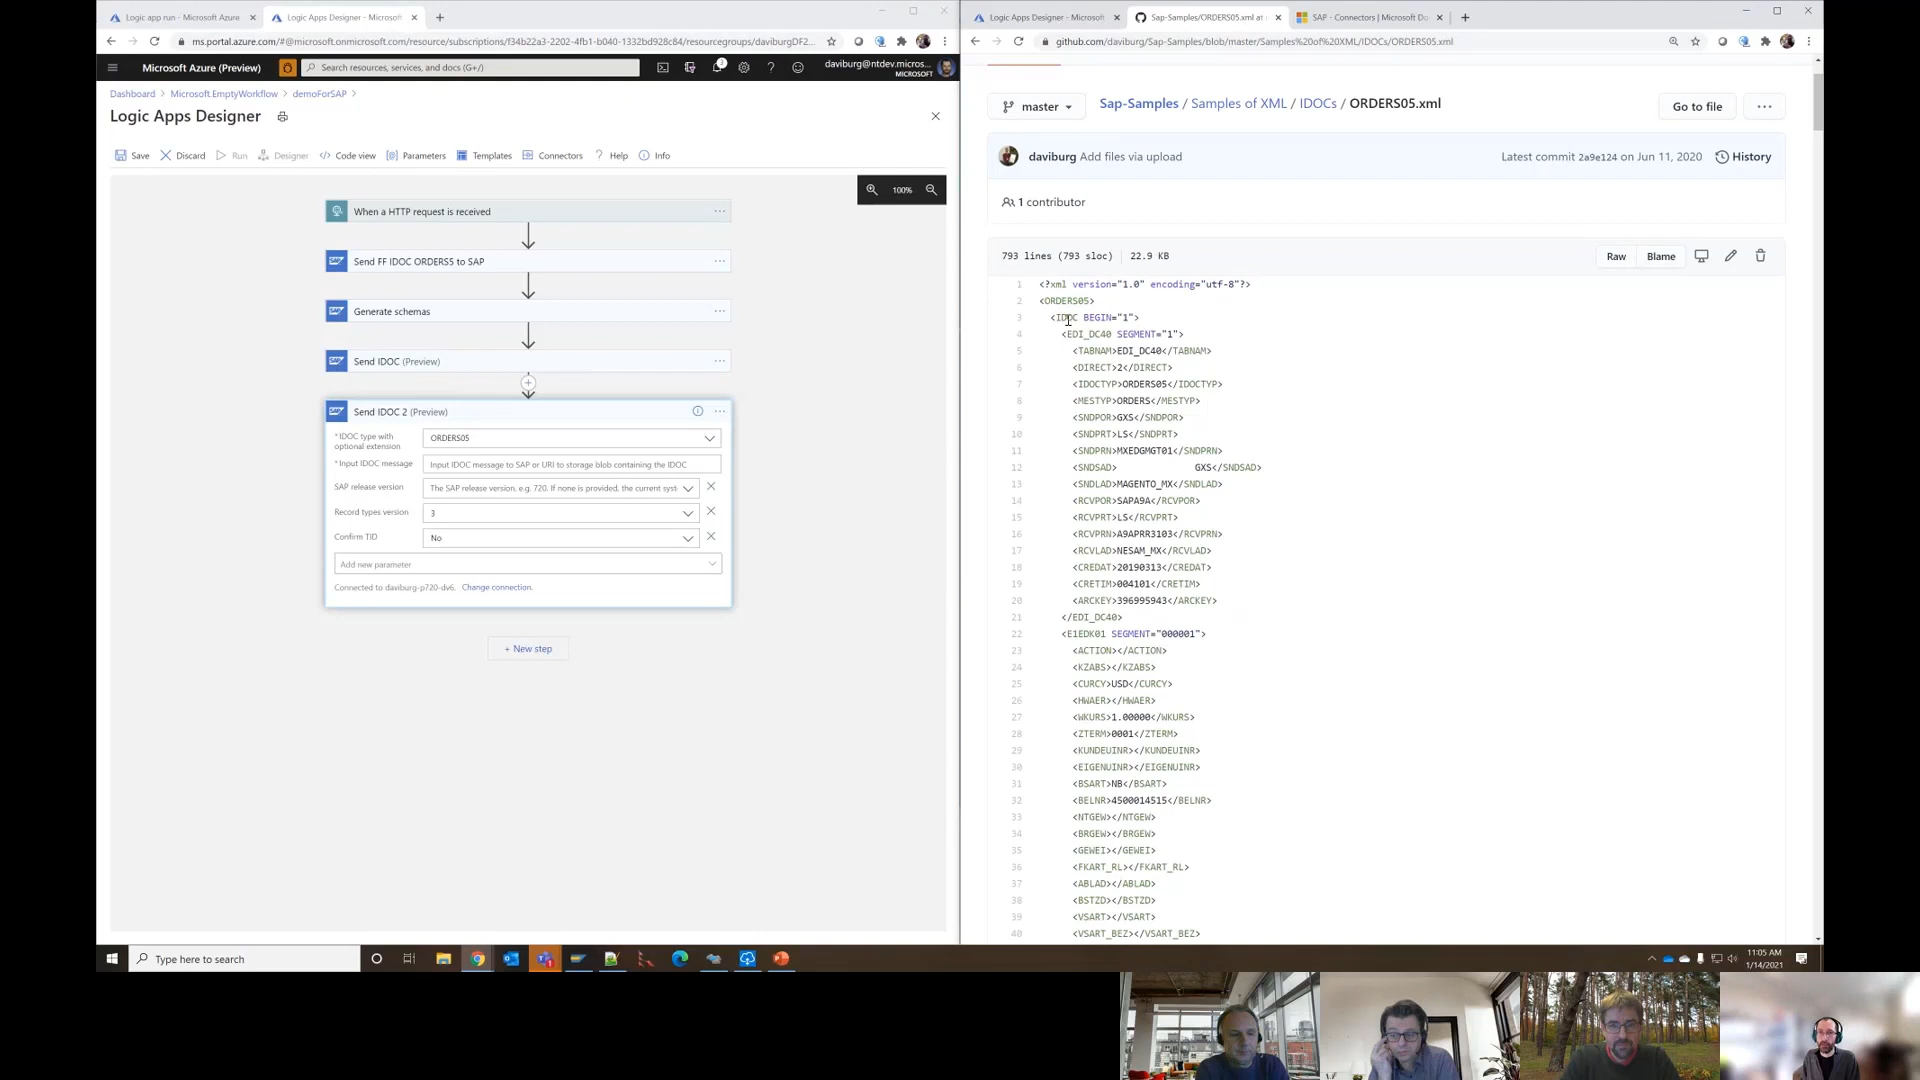 Logic app run - Microsoft Azure
Logic Apps Designer - Microsoft
ms.portal.azure.com/#@microsoft.onmicrosoft.com/resource/subscriptions/f34b22a3-2202-4fb1-b040-1332bd928c84/resourcegroups/daviburgDF2...
Microsoft Azure (Preview)
Search resources, services, and docs (G+/)
daviburg@ntdev.micros...
MICROSOFT
Dashboard > Microsoft.EmptyWorkflow > demoForSAP >
Logic Apps Designer
Save Discard Run Designer Code view Parameters Templates Connectors Help Info
100%
When a HTTP request is received
Send FF IDOC ORDERS5 to SAP
Generate schemas
Send IDOC (Preview)
Send IDOC 2 (Preview)
* IDOC type with optional extension
ORDERS05
* Input IDOC message
Input IDOC message to SAP or URI to storage blob containing the IDOC
SAP release version
The SAP release version, e.g. 720. If none is provided, the current syst
Record types version
3
Confirm TID
No
Add new parameter
Connected to daviburg-p720-dv6. Change connection.
+ New step
Logic Apps Designer - Microsoft
Sap-Samples/ORDERS05.xml at
SAP - Connectors | Microsoft Do
github.com/daviburg/Sap-Samples/blob/master/Samples%20of%20XML/IDOCs/ORDERS05.xml
master
Sap-Samples / Samples of XML / IDOCs / ORDERS05.xml
Go to file
daviburg Add files via upload
Latest commit 2a9e124 on Jun 11, 2020
History
1 contributor
793 lines (793 sloc) | 22.9 KB
Raw Blame
1 <?xml version="1.0" encoding="utf-8"?>
2 <ORDERS05>
3 <IDOC BEGIN="1">
4 <EDI_DC40 SEGMENT="1">
5 <TABNAM>EDI_DC40</TABNAM>
6 <DIRECT>2</DIRECT>
7 <IDOCTYP>ORDERS05</IDOCTYP>
8 <MESTYP>ORDERS</MESTYP>
9 <SNDPOR>GXS</SNDPOR>
10 <SNDPRT>LS</SNDPRT>
11 <SNDPRN>MXEDGMGT01</SNDPRN>
12 <SNDSAD> GXS</SNDSAD>
13 <SNDLAD>MAGENTO_MX</SNDLAD>
14 <RCVPOR>SAPA9A</RCVPOR>
15 <RCVPRT>LS</RCVPRT>
16 <RCVPRN>A9APRR3103</RCVPRN>
17 <RCVLAD>NESAM_MX</RCVLAD>
18 <CREDAT>20190313</CREDAT>
19 <CRETIM>004101</CRETIM>
20 <ARCKEY>396995943</ARCKEY>
21 </EDI_DC40>
22 <E1EDK01 SEGMENT="000001">
23 <ACTION></ACTION>
24 <KZABS></KZABS>
25 <CURCY>USD</CURCY>
26 <HWAER></HWAER>
27 <WKURS>1.00000</WKURS>
28 <ZTERM>0001</ZTERM>
29 <KUNDEUINR></KUNDEUINR>
30 <EIGENUINR></EIGENUINR>
31 <BSART>NB</BSART>
32 <BELNR>4500014515</BELNR>
33 <NTGEW></NTGEW>
34 <BRGEW></BRGEW>
35 <GEWEI></GEWEI>
36 <FKART_RL></FKART_RL>
37 <ABLAD></ABLAD>
38 <BSTZD></BSTZD>
39 <VSART></VSART>
40 <VSART_BEZ></VSART_BEZ>
Type here to search
11:05 AM
1/14/2021